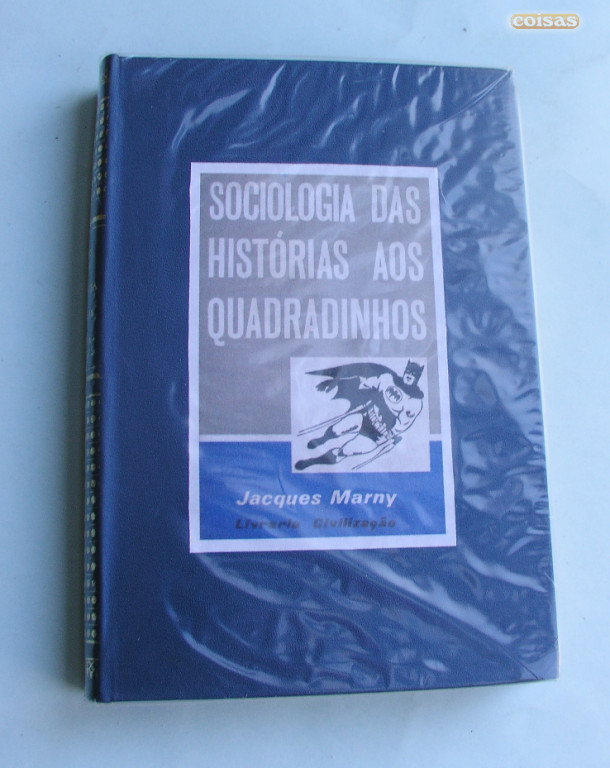 coisas
SOCIOLOGIA DAS
HISTÓRIAS AOS
QUADRADINHOS
Jacques Marny
Livraria Civilização